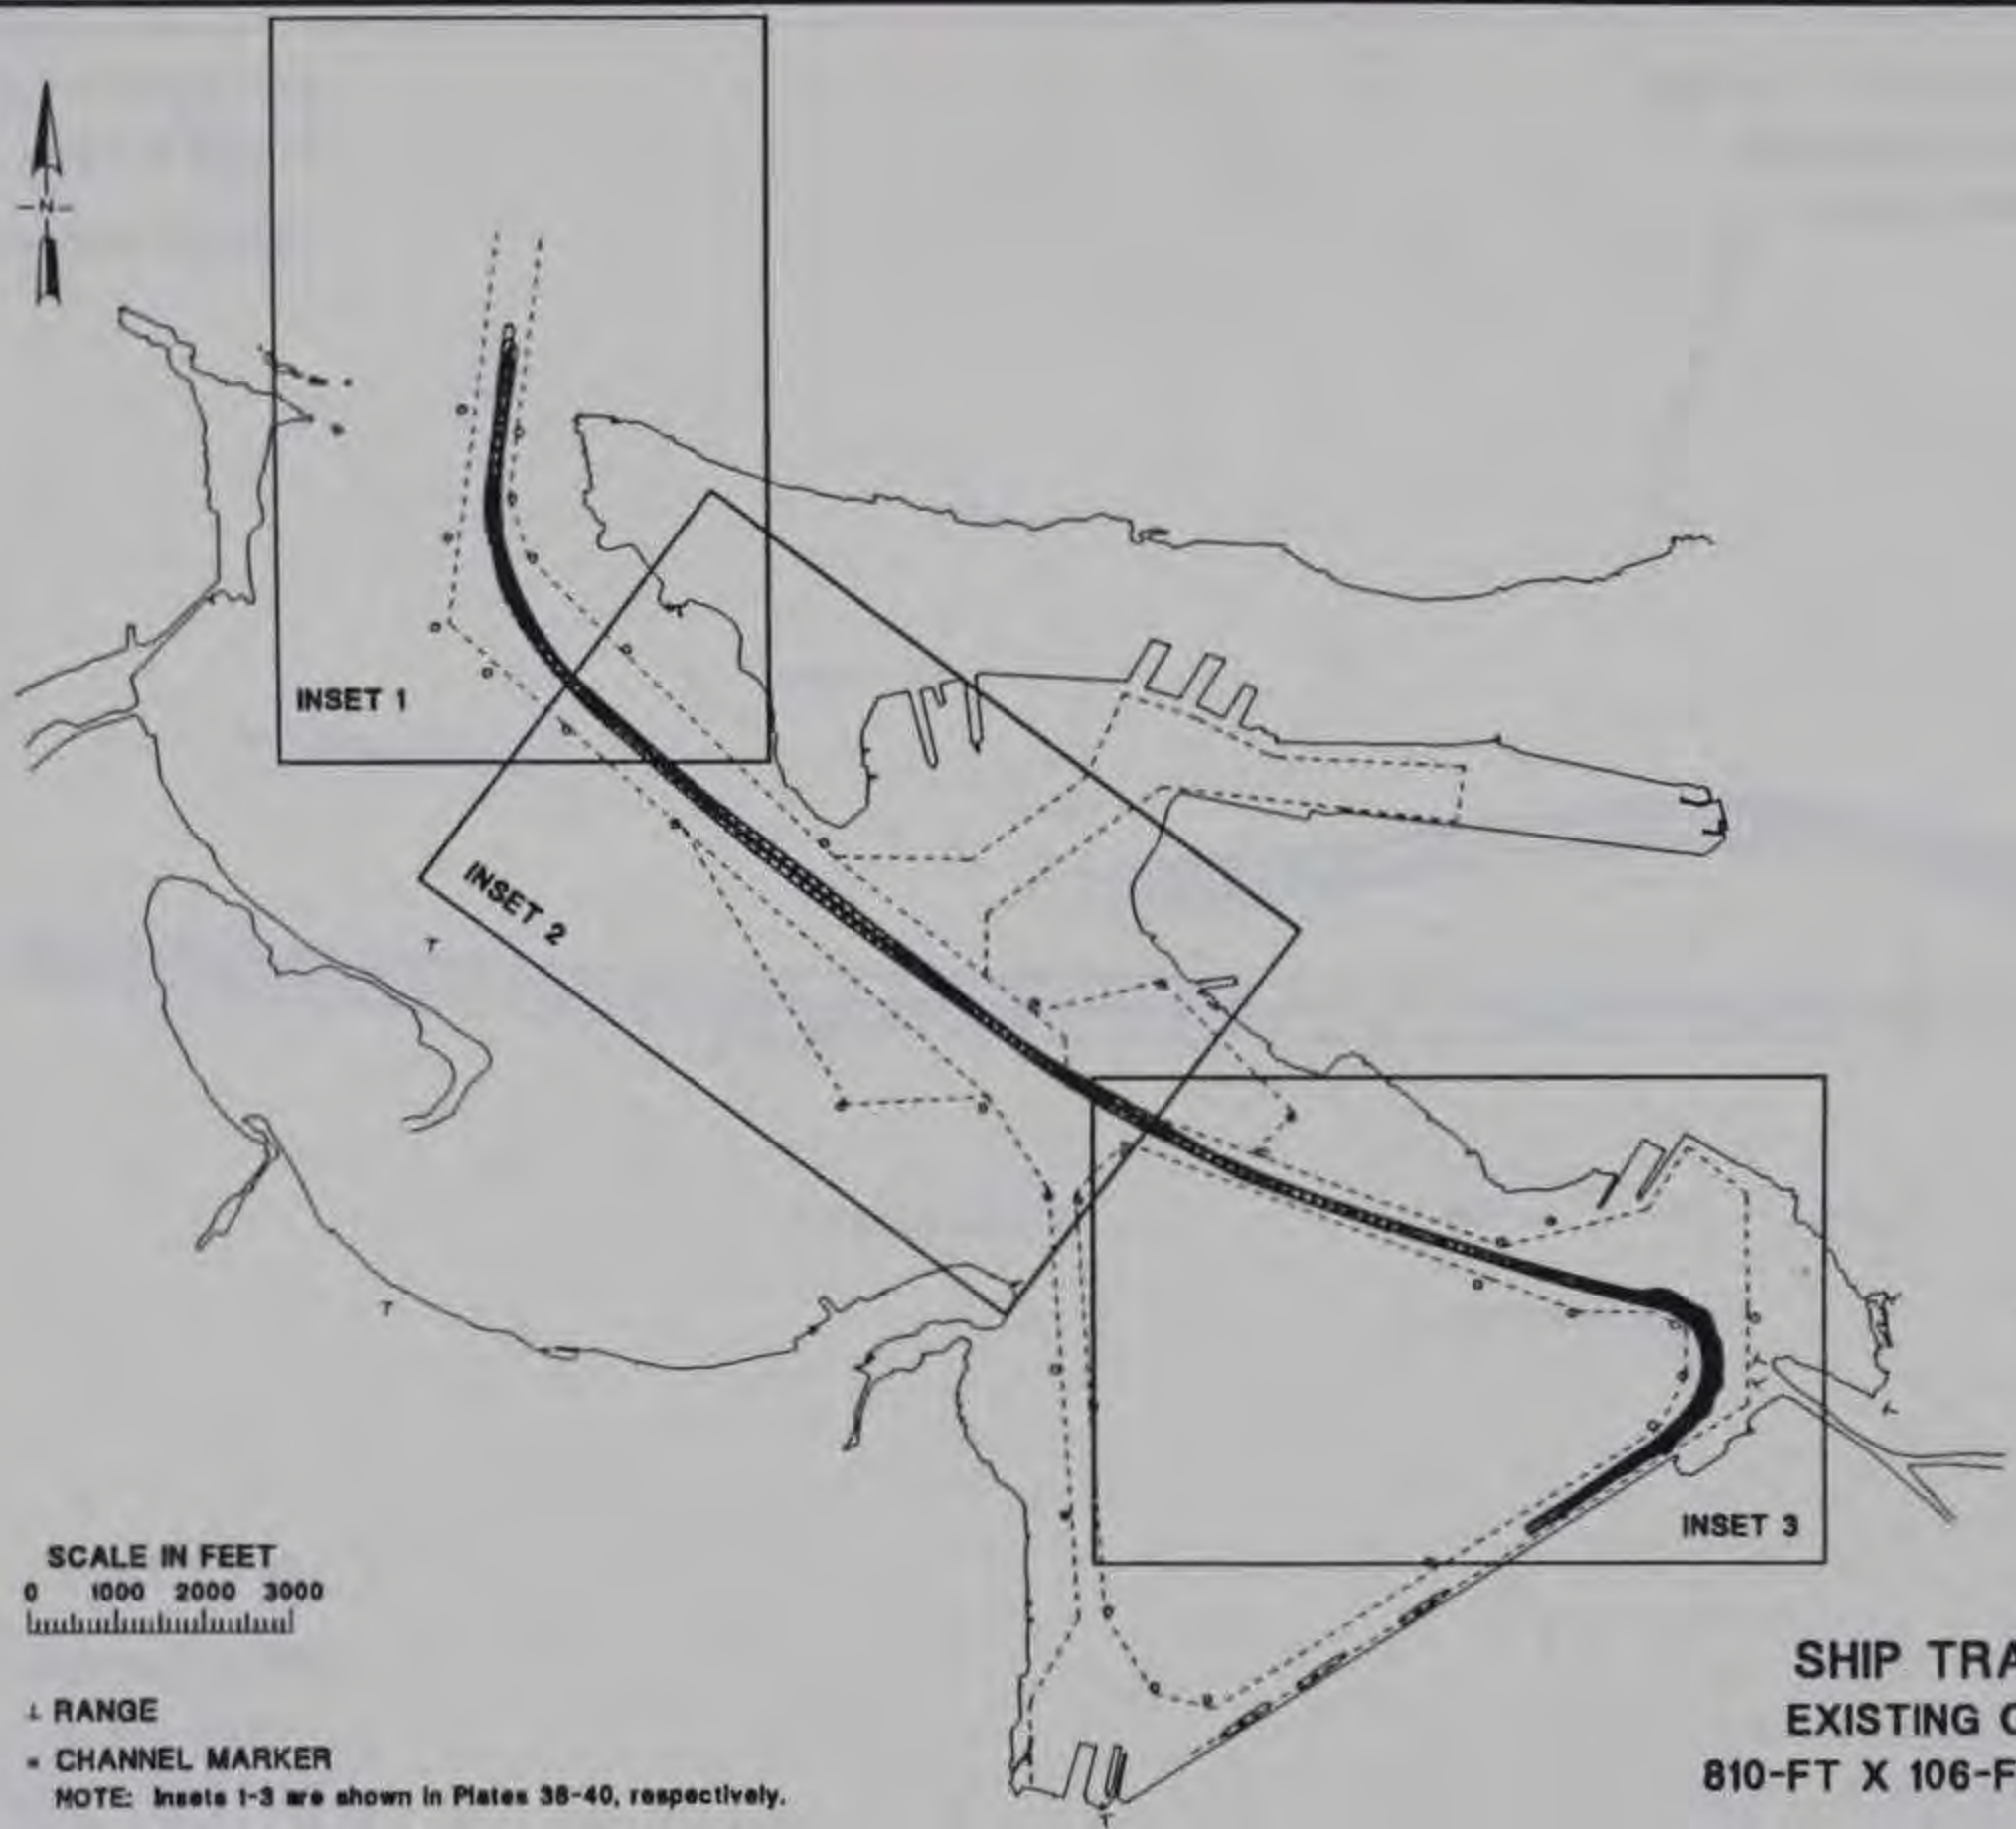 -N-
INSET 1
INSET 2
INSET 3
SCALE IN FEET
0 1000 2000 3000
RANGE
CHANNEL MARKER
NOTE: Insets 1-3 are shown in Plates 38-40, respectively.
SHIP TRA
EXISTING C
810-FT X 106-F